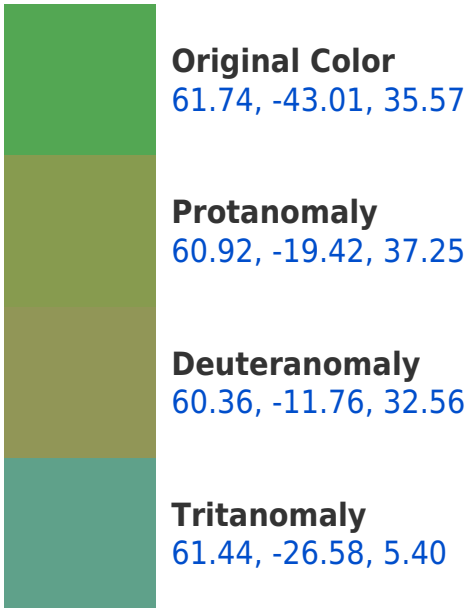 Original Color
61.74, -43.01, 35.57
Protanomaly
60.92, -19.42, 37.25
Deuteranomaly
60.36, -11.76, 32.56
Tritanomaly
61.44, -26.58, 5.40